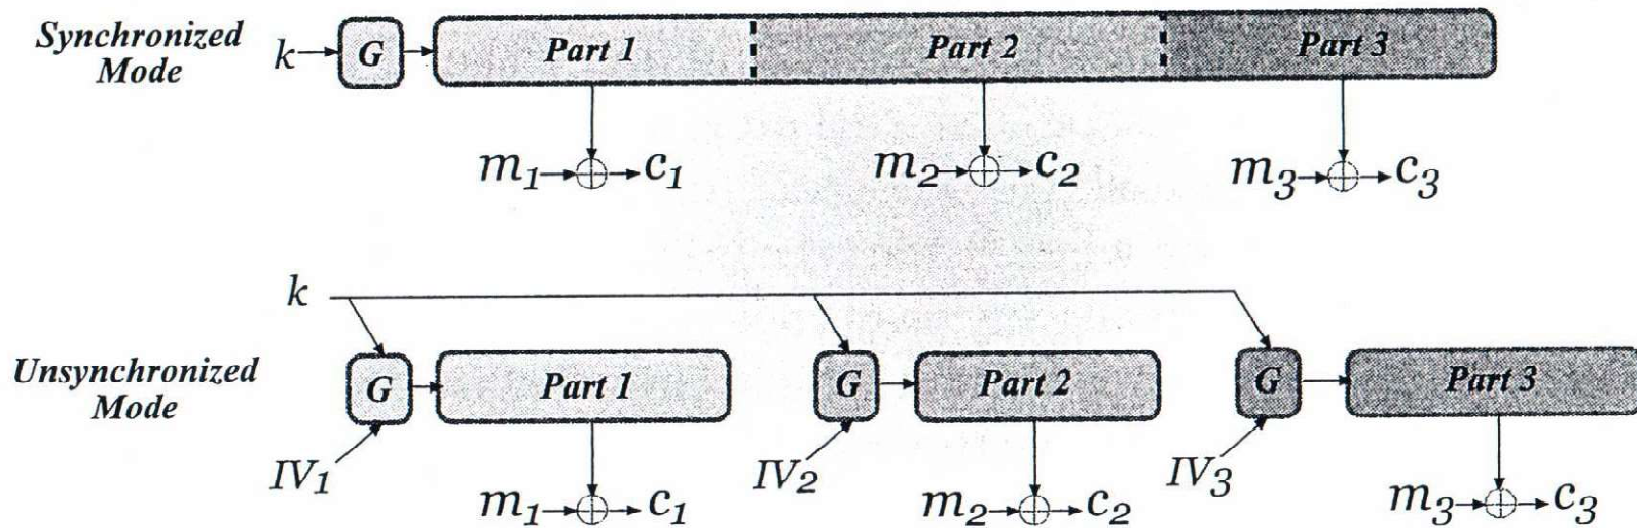 Synchronized
Mode
k G Part 1 Part 2 Part 3
m1 c1 m2 c2 m3 c3
k
Unsynchronized
Mode
G Part 1 G Part 2 G Part 3
IV1 IV2 IV3
m1 c1 m2 c2 m3 c3